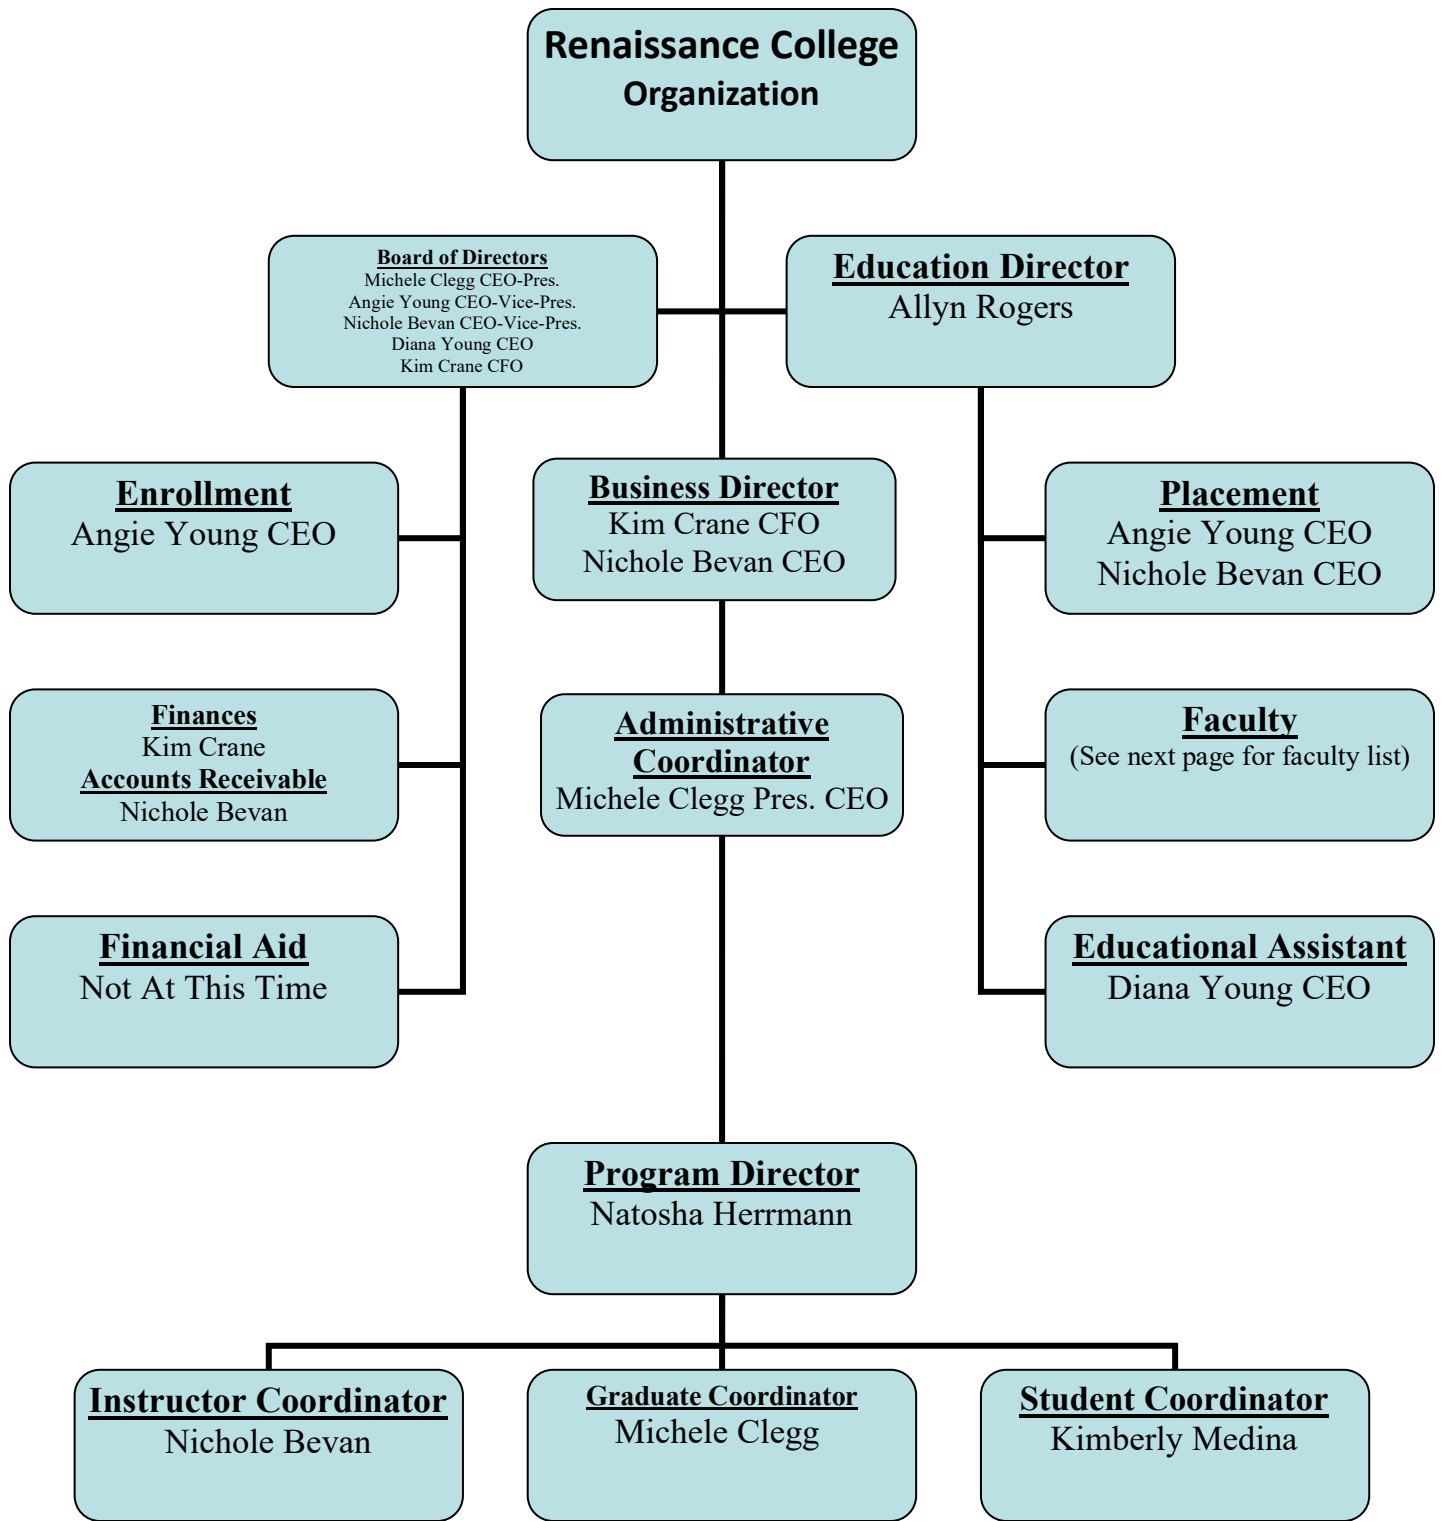 Renaissance College
Organization
Board of Directors
Michele Clegg CEO-Pres.
Angie Young CEO-Vice-Pres.
Nichole Bevan CEO-Vice-Pres.
Diana Young CEO
Kim Crane CFO
Education Director
Allyn Rogers
Enrollment
Angie Young CEO
Business Director
Kim Crane CFO
Nichole Bevan CEO
Placement
Angie Young CEO
Nichole Bevan CEO
Finances
Kim Crane
Accounts Receivable
Nichole Bevan
Administrative
Coordinator
Michele Clegg Pres. CEO
Faculty
(See next page for faculty list)
Financial Aid
Not At This Time
Educational Assistant
Diana Young CEO
Program Director
Natosha Herrmann
Instructor Coordinator
Nichole Bevan
Graduate Coordinator
Michele Clegg
Student Coordinator
Kimberly Medina